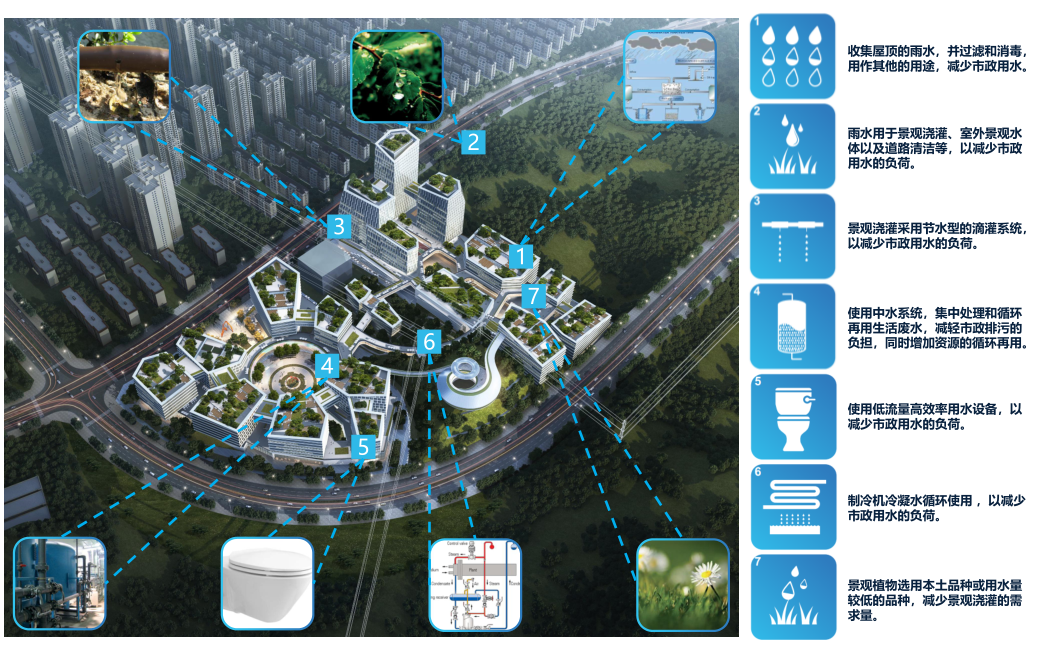 2
3
1
7
6
4
5
Control valve
Steam
Plant
Condensate
Air
Steam
1
收集屋顶的雨水，并过滤和消毒，
用作其他的用途，减少市政用水。
2
雨水用于景观浇灌、室外景观水
体以及道路清洁等，以减少市政
用水的负荷。
3
景观浇灌采用节水型的滴灌系统，
以减少市政用水的负荷。
4
使用中水系统，集中处理和循环
再用生活废水，减轻市政排污的
负担，同时增加资源的循环再用。
5
使用低流量高效率用水设备，以
减少市政用水的负荷。
6
制冷机冷凝水循环使用 ，以减少
市政用水的负荷。
7
景观植物选用本土品种或用水量
较低的品种，减少景观浇灌的需
求量。